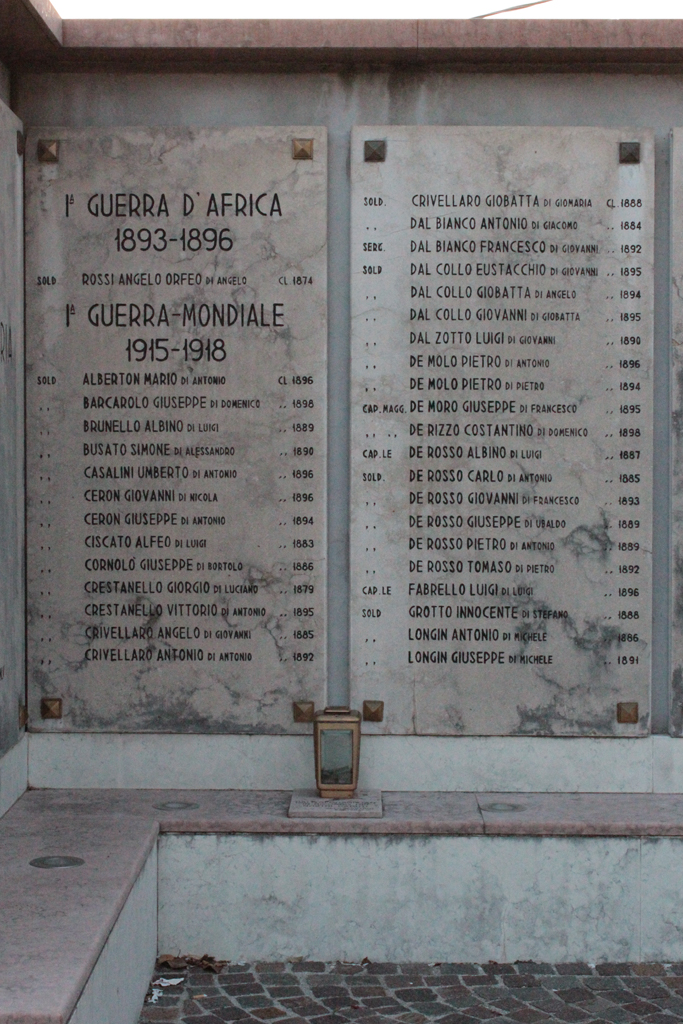 1ª GUERRA D'AFRICA
1893-1896
SOLD ROSSI ANGELO ORFEO DI ANGELO CL 1874
1ª GUERRA-MONDIALE
1915-1918
SOLD ALBERTON MARIO DI ANTONIO CL. 1896
,, BARCAROLO GIUSEPPE DI DOMENICO ,, 1898
,, BRUNELLO ALBINO DI LUIGI ,, 1889
,, BUSATO SIMONE DI ALESSANDRO ,, 1890
,, CASALINI UMBERTO DI ANTONIO ,, 1896
,, CERON GIOVANNI DI NICOLA ,, 1896
,, CERON GIUSEPPE DI ANTONIO ,, 1894
,, CISCATO ALFEO DI LUIGI ,, 1883
,, CORNOLO' GIUSEPPE DI BORTOLO ,, 1886
,, CRESTANELLO GIORGIO DI LUCIANO ,, 1879
,, CRESTANELLO VITTORIO DI ANTONIO ,, 1895
,, CRIVELLARO ANGELO DI GIOVANNI ,, 1885
,, CRIVELLARO ANTONIO DI ANTONIO ,, 1892
SOLD. CRIVELLARO GIOBATTA DI GIOMARIA CL. 1888
,, DAL BIANCO ANTONIO DI GIACOMO ,, 1884
SERG. DAL BIANCO FRANCESCO DI GIOVANNI ,, 1892
SOLD DAL COLLO EUSTACCHIO DI GIOVANNI ,, 1895
,, DAL COLLO GIOBATTA DI ANGELO ,, 1894
,, DAL COLLO GIOVANNI DI GIOBATTA ,, 1895
,, DAL ZOTTO LUIGI DI GIOVANNI ,, 1890
,, DE MOLO PIETRO DI ANTONIO ,, 1896
,, DE MOLO PIETRO DI PIETRO ,, 1894
CAP. MAGG. DE MORO GIUSEPPE DI FRANCESCO ,, 1895
,, ,, DE RIZZO COSTANTINO DI DOMENICO ,, 1898
CAP.LE DE ROSSO ALBINO DI LUIGI ,, 1887
SOLD. DE ROSSO CARLO DI ANTONIO ,, 1885
,, DE ROSSO GIOVANNI DI FRANCESCO ,, 1893
,, DE ROSSO GIUSEPPE DI UBALDO ,, 1889
,, DE ROSSO PIETRO DI ANTONIO ,, 1889
,, DE ROSSO TOMASO DI PIETRO ,, 1892
CAP.LE FABRELLO LUIGI DI LUIGI ,, 1896
SOLD GROTTO INNOCENTE DI STEFANO ,, 1888
,, LONGIN ANTONIO DI MICHELE ,, 1886
,, LONGIN GIUSEPPE DI MICHELE ,, 1891